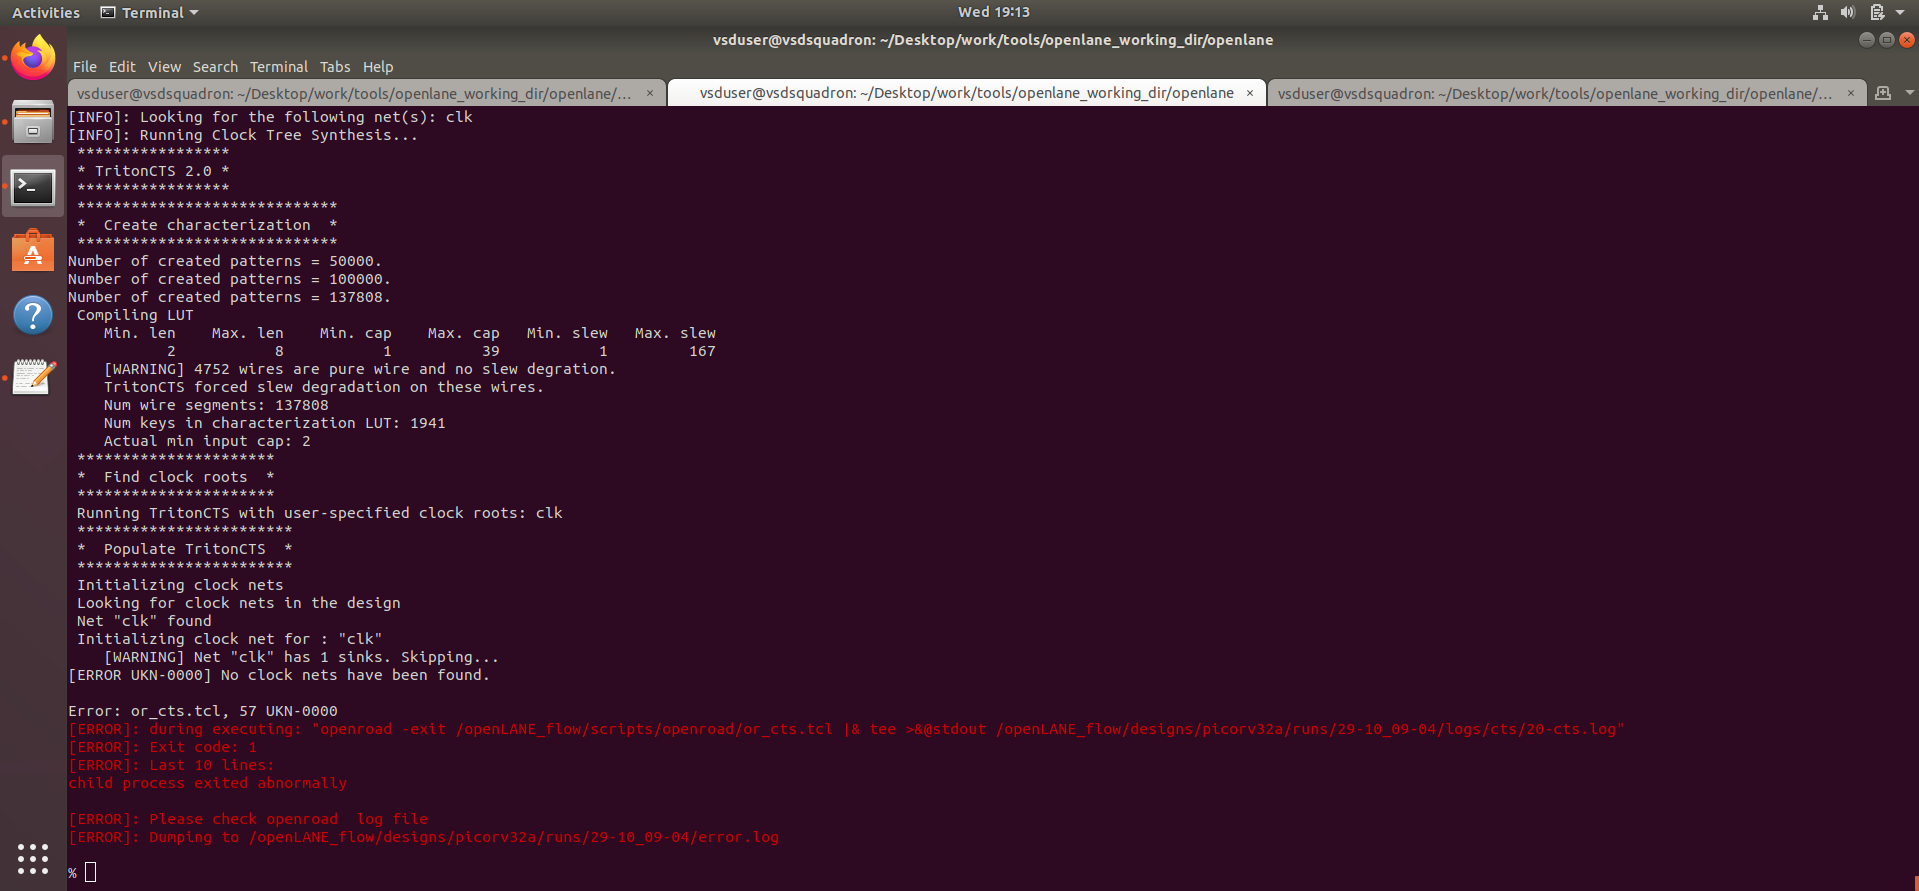 Activities Terminal Wed 19:13
vsduser@vsdsquadron: ~/Desktop/work/tools/openlane_working_dir/openlane
File Edit View Search Terminal Tabs Help
vsduser@vsdsquadron: ~/Desktop/work/tools/openlane_working_dir/openlane/... × vsduser@vsdsquadron: ~/Desktop/work/tools/openlane_working_dir/openlane × vsduser@vsdsquadron: ~/Desktop/work/tools/openlane_working_dir/openlane/... ×
[INFO]: Looking for the following net(s): clk
[INFO]: Running Clock Tree Synthesis...
*****************
* TritonCTS 2.0 *
*****************
*****************************
*  Create characterization  *
*****************************
Number of created patterns = 50000.
Number of created patterns = 100000.
Number of created patterns = 137808.
Compiling LUT
Min. len    Max. len    Min. cap    Max. cap   Min. slew   Max. slew
2           8           1          39           1         167
[WARNING] 4752 wires are pure wire and no slew degration.
TritonCTS forced slew degradation on these wires.
Num wire segments: 137808
Num keys in characterization LUT: 1941
Actual min input cap: 2
**********************
*  Find clock roots  *
**********************
Running TritonCTS with user-specified clock roots: clk
************************
*  Populate TritonCTS  *
************************
Initializing clock nets
Looking for clock nets in the design
Net "clk" found
Initializing clock net for : "clk"
[WARNING] Net "clk" has 1 sinks. Skipping...
[ERROR UKN-0000] No clock nets have been found.
Error: or_cts.tcl, 57 UKN-0000
[ERROR]: during executing: "openroad -exit /openLANE_flow/scripts/openroad/or_cts.tcl |& tee >&@stdout /openLANE_flow/designs/picorv32a/runs/29-10_09-04/logs/cts/20-cts.log"
[ERROR]: Exit code: 1
[ERROR]: Last 10 lines:
child process exited abnormally
[ERROR]: Please check openroad  log file
[ERROR]: Dumping to /openLANE_flow/designs/picorv32a/runs/29-10_09-04/error.log
%